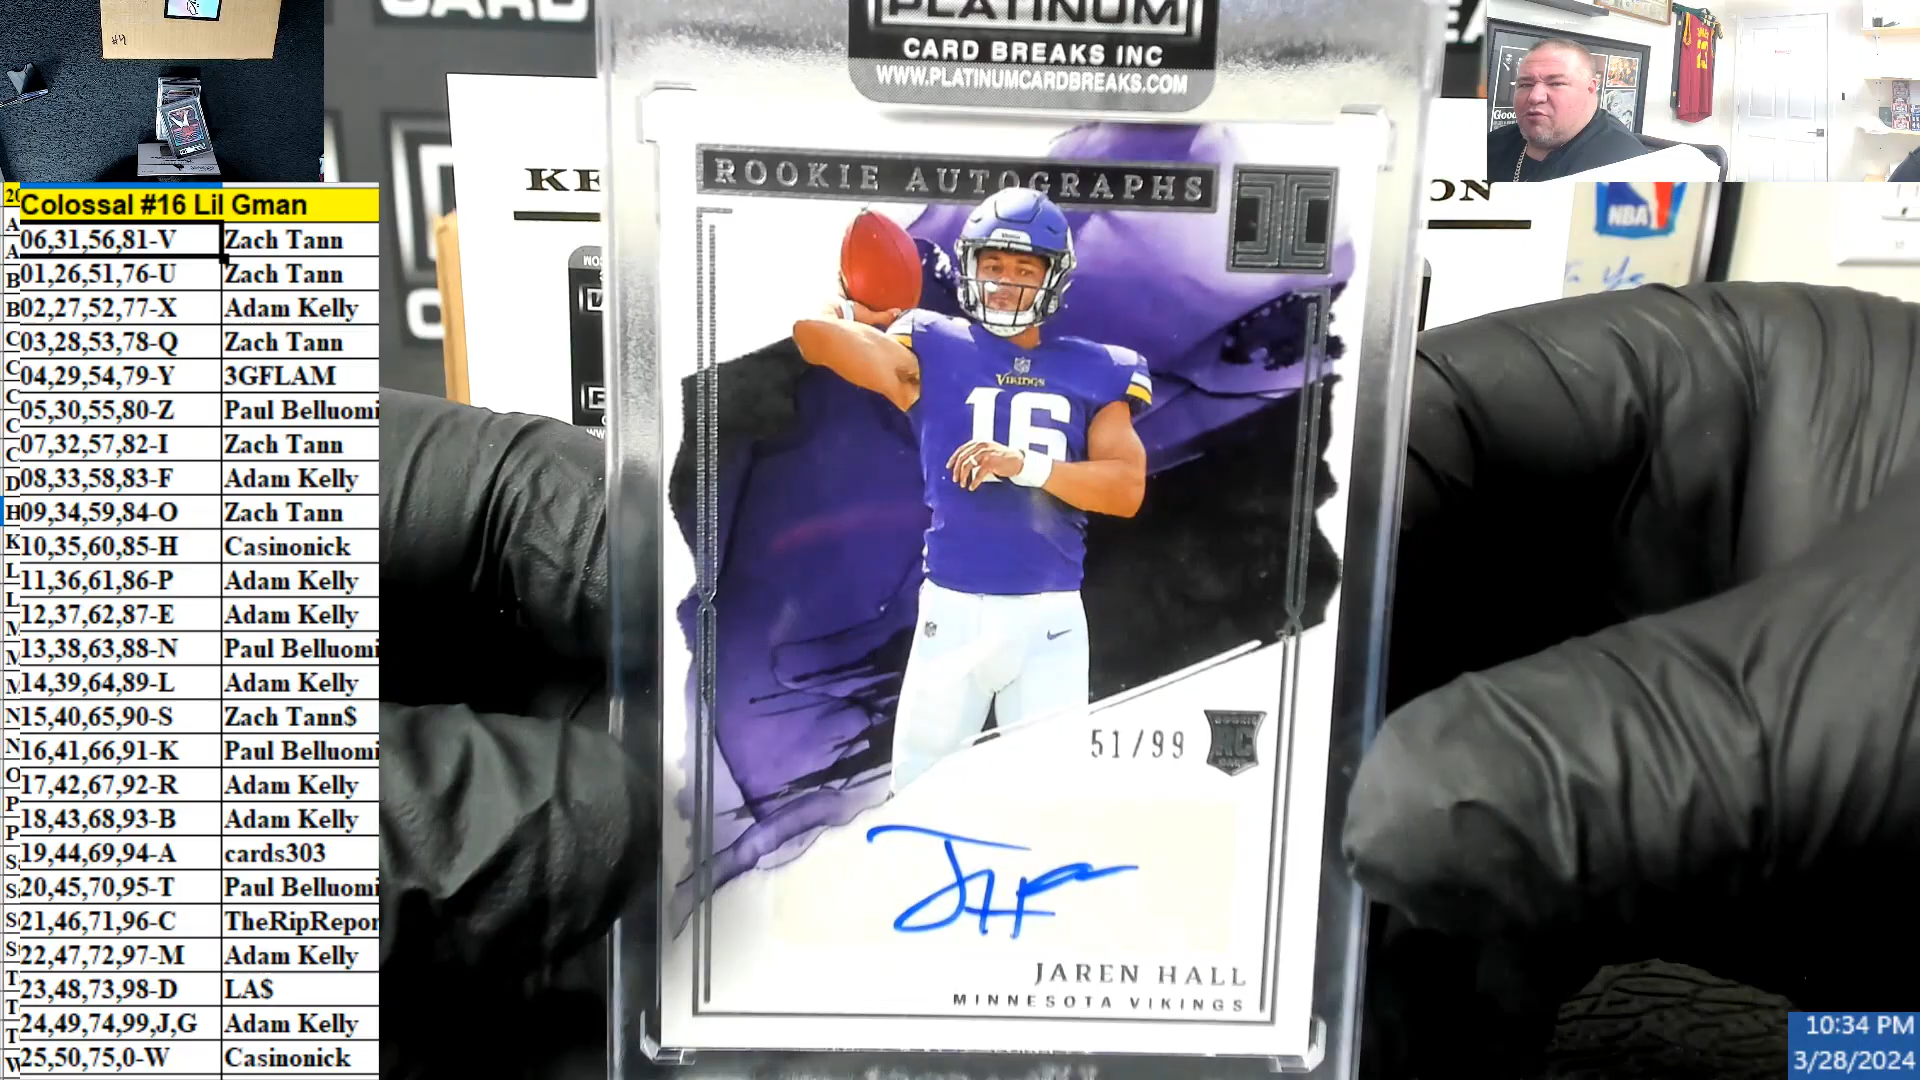 #4
CARD
PLATINUM
CARD BREAKS INC
WWW.PLATINUMCARDBREAKS.COM
ROOKIE AUTOGRAPHS
NBA
VIKINGS
16
51/99
RC
JAREN HALL
MINNESOTA VIKINGS
Colossal #16 Lil Gman
06,31,56,81-V Zach Tann
01,26,51,76-U Zach Tann
02,27,52,77-X Adam Kelly
03,28,53,78-Q Zach Tann
04,29,54,79-Y 3GFLAM
05,30,55,80-Z Paul Belluomi
07,32,57,82-I Zach Tann
08,33,58,83-F Adam Kelly
09,34,59,84-O Zach Tann
10,35,60,85-H Casinonick
11,36,61,86-P Adam Kelly
12,37,62,87-E Adam Kelly
13,38,63,88-N Paul Belluomi
14,39,64,89-L Adam Kelly
15,40,65,90-S Zach Tann$
16,41,66,91-K Paul Belluomi
17,42,67,92-R Adam Kelly
18,43,68,93-B Adam Kelly
19,44,69,94-A cards303
20,45,70,95-T Paul Belluomi
21,46,71,96-C TheRipRepor
22,47,72,97-M Adam Kelly
23,48,73,98-D LA$
24,49,74,99,J,G Adam Kelly
25,50,75,0-W Casinonick
10:34 PM
3/28/2024